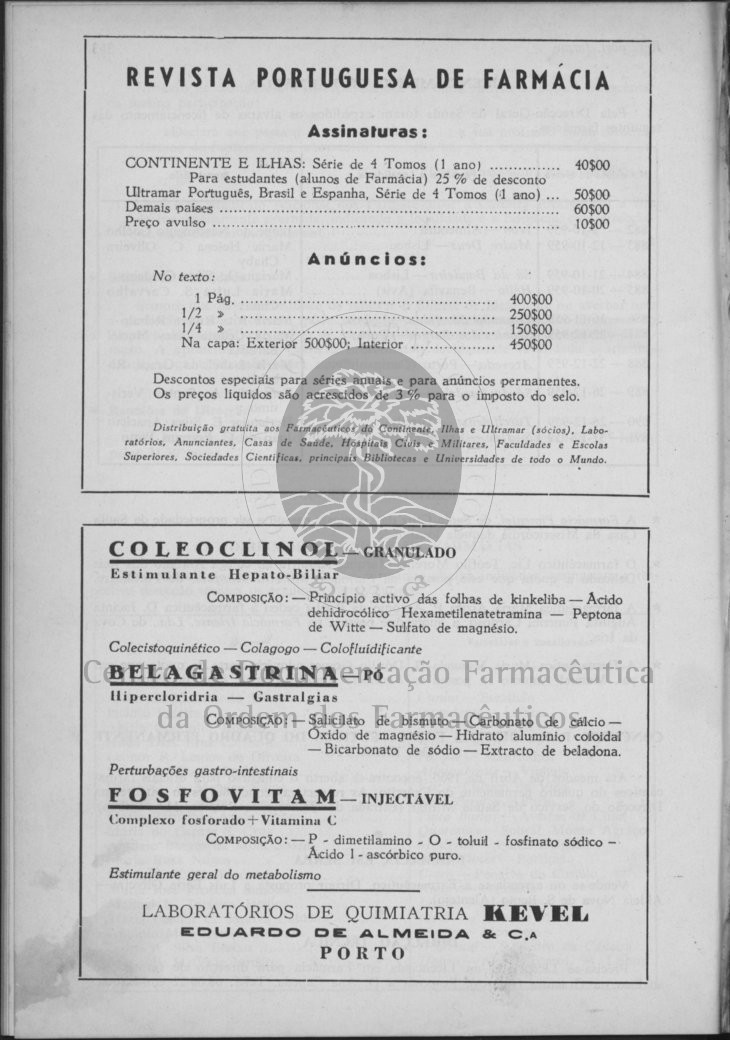 REVISTA PORTUGUESA DE FARMÁCIA
Assinaturas:
CONTINENTE E ILHAS: Série de 4 Tomos (1 ano) .............. 40$00
Para estudantes (alunos de Farmácia) 25 % de desconto
Ultramar Português, Brasil e Espanha, Série de 4 Tomos (1 ano) ... 50$00
Demais países .............................................................. 60$00
Preço avulso ................................................................ 10$00
Anúncios:
No texto:
1 Pág. ............................................... 400$00
1/2 » ............................................... 250$00
1/4 » ............................................... 150$00
Na capa: Exterior 500$00; Interior ................ 450$00
Descontos especiais para séries anuais e para anúncios permanentes.
Os preços líquidos são acrescidos de 3 % para o imposto do selo.
Distribuição gratuita aos Farmacêuticos do Continente, Ilhas e Ultramar (sócios), Labo-
ratórios, Anunciantes, Casas de Saúde, Hospitais Civis e Militares, Faculdades e Escolas
Superiores, Sociedades Científicas, principais Bibliotecas e Universidades de todo o Mundo.
COLEOCLINOL — GRANULADO
Estimulante Hepato-Biliar
1835
COMPOSIÇÃO: — Princípio activo das folhas de kinkeliba — Ácido
dehidrocólico Hexametilenatetramina — Peptona
de Witte — Sulfato de magnésio.
Colecistoquinético — Colagogo — Colofluidificante
BELAGASTRINA — PÓ
Centro de Documentação Farmacêutica
Hipercloridria — Gastralgias
da Ordem dos Farmacêuticos
COMPOSIÇÃO: — Salicilato de bismuto — Carbonato de cálcio —
Óxido de magnésio — Hidrato alumínio coloidal
— Bicarbonato de sódio — Extracto de beladona.
Perturbações gastro-intestinais
FOSFOVITAM — INJECTÁVEL
Complexo fosforado + Vitamina C
COMPOSIÇÃO: — P - dimetilamino - O - toluil - fosfinato sódico —
Ácido l - ascórbico puro.
Estimulante geral do metabolismo
LABORATÓRIOS DE QUIMIATRIA KEVEL
EDUARDO DE ALMEIDA & C.A
PORTO